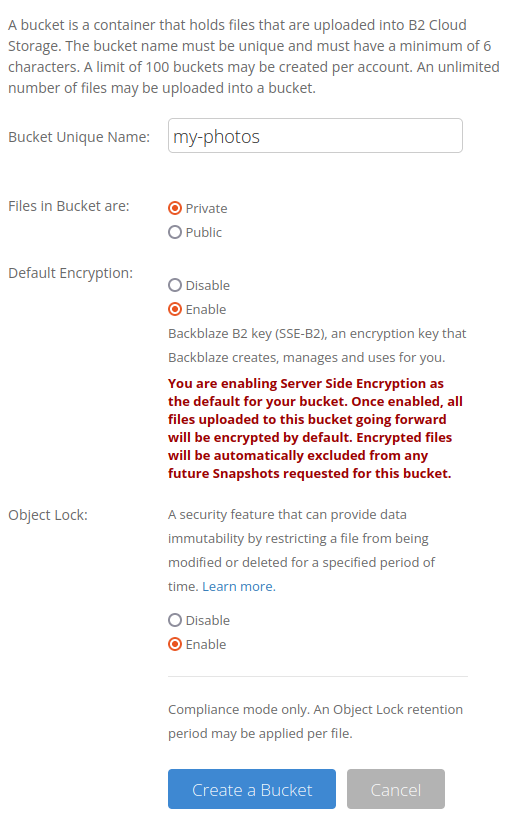 A bucket is a container that holds files that are uploaded into B2 Cloud
Storage. The bucket name must be unique and must have a minimum of 6
characters. A limit of 100 buckets may be created per account. An unlimited
number of files may be uploaded into a bucket.
Bucket Unique Name: my-photos
Files in Bucket are: Private
Public
Default Encryption: Disable
Enable
Backblaze B2 key (SSE-B2), an encryption key that
Backblaze creates, manages and uses for you.
You are enabling Server Side Encryption as
the default for your bucket. Once enabled, all
files uploaded to this bucket going forward
will be encrypted by default. Encrypted files
will be automatically excluded from any
future Snapshots requested for this bucket.
Object Lock: A security feature that can provide data
immutability by restricting a file from being
modified or deleted for a specified period of
time. Learn more.
Disable
Enable
Compliance mode only. An Object Lock retention
period may be applied per file.
Create a Bucket Cancel